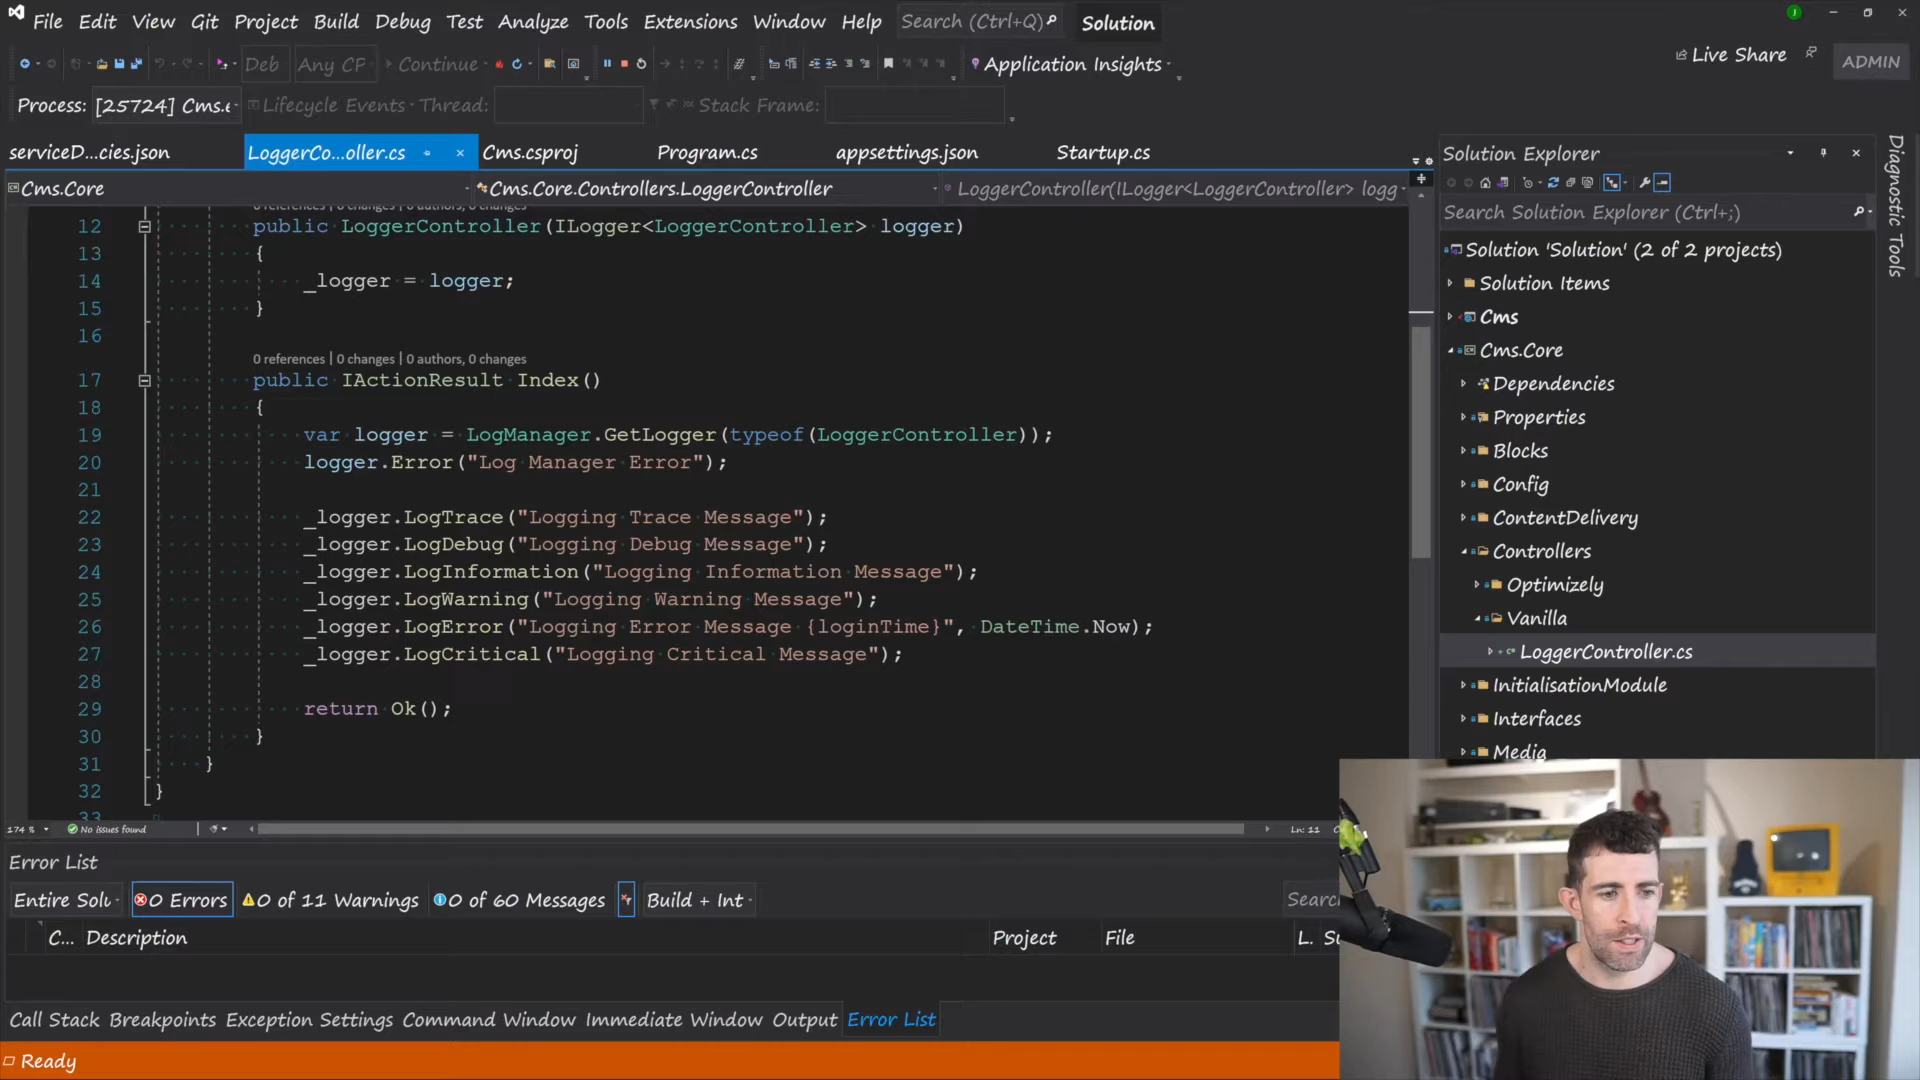 File Edit View Git Project Build Debug Test Analyze Tools Extensions Window Help Search (Ctrl+Q) Solution
Live Share ADMIN
Deb Any CF Continue Application Insights
Process: [25724] Cms.e Lifecycle Events Thread: Stack Frame:
serviceD...cies.json LoggerCo...oller.cs Cms.csproj Program.cs appsettings.json Startup.cs
Cms.Core Cms.Core.Controllers.LoggerController LoggerController(ILogger<LoggerController> logg
0 references | 0 changes | 0 authors, 0 changes
12 public LoggerController(ILogger<LoggerController> logger)
13 {
14 _logger = logger;
15 }
16
0 references | 0 changes | 0 authors, 0 changes
17 public IActionResult Index()
18 {
19 var logger = LogManager.GetLogger(typeof(LoggerController));
20 logger.Error("Log Manager Error");
21
22 _logger.LogTrace("Logging Trace Message");
23 _logger.LogDebug("Logging Debug Message");
24 _logger.LogInformation("Logging Information Message");
25 _logger.LogWarning("Logging Warning Message");
26 _logger.LogError("Logging Error Message {loginTime}", DateTime.Now);
27 _logger.LogCritical("Logging Critical Message");
28
29 return Ok();
30 }
31 }
32 }
33
174 % No issues found Ln: 11
Solution Explorer
Search Solution Explorer (Ctrl+;)
Solution 'Solution' (2 of 2 projects)
Solution Items
Cms
Cms.Core
Dependencies
Properties
Blocks
Config
ContentDelivery
Controllers
Optimizely
Vanilla
LoggerController.cs
InitialisationModule
Interfaces
Media
Diagnostic Tools
Error List
Entire Solu 0 Errors 0 of 11 Warnings 0 of 60 Messages Build + Int Searc
C... Description Project File L. Su
Call Stack Breakpoints Exception Settings Command Window Immediate Window Output Error List
Ready